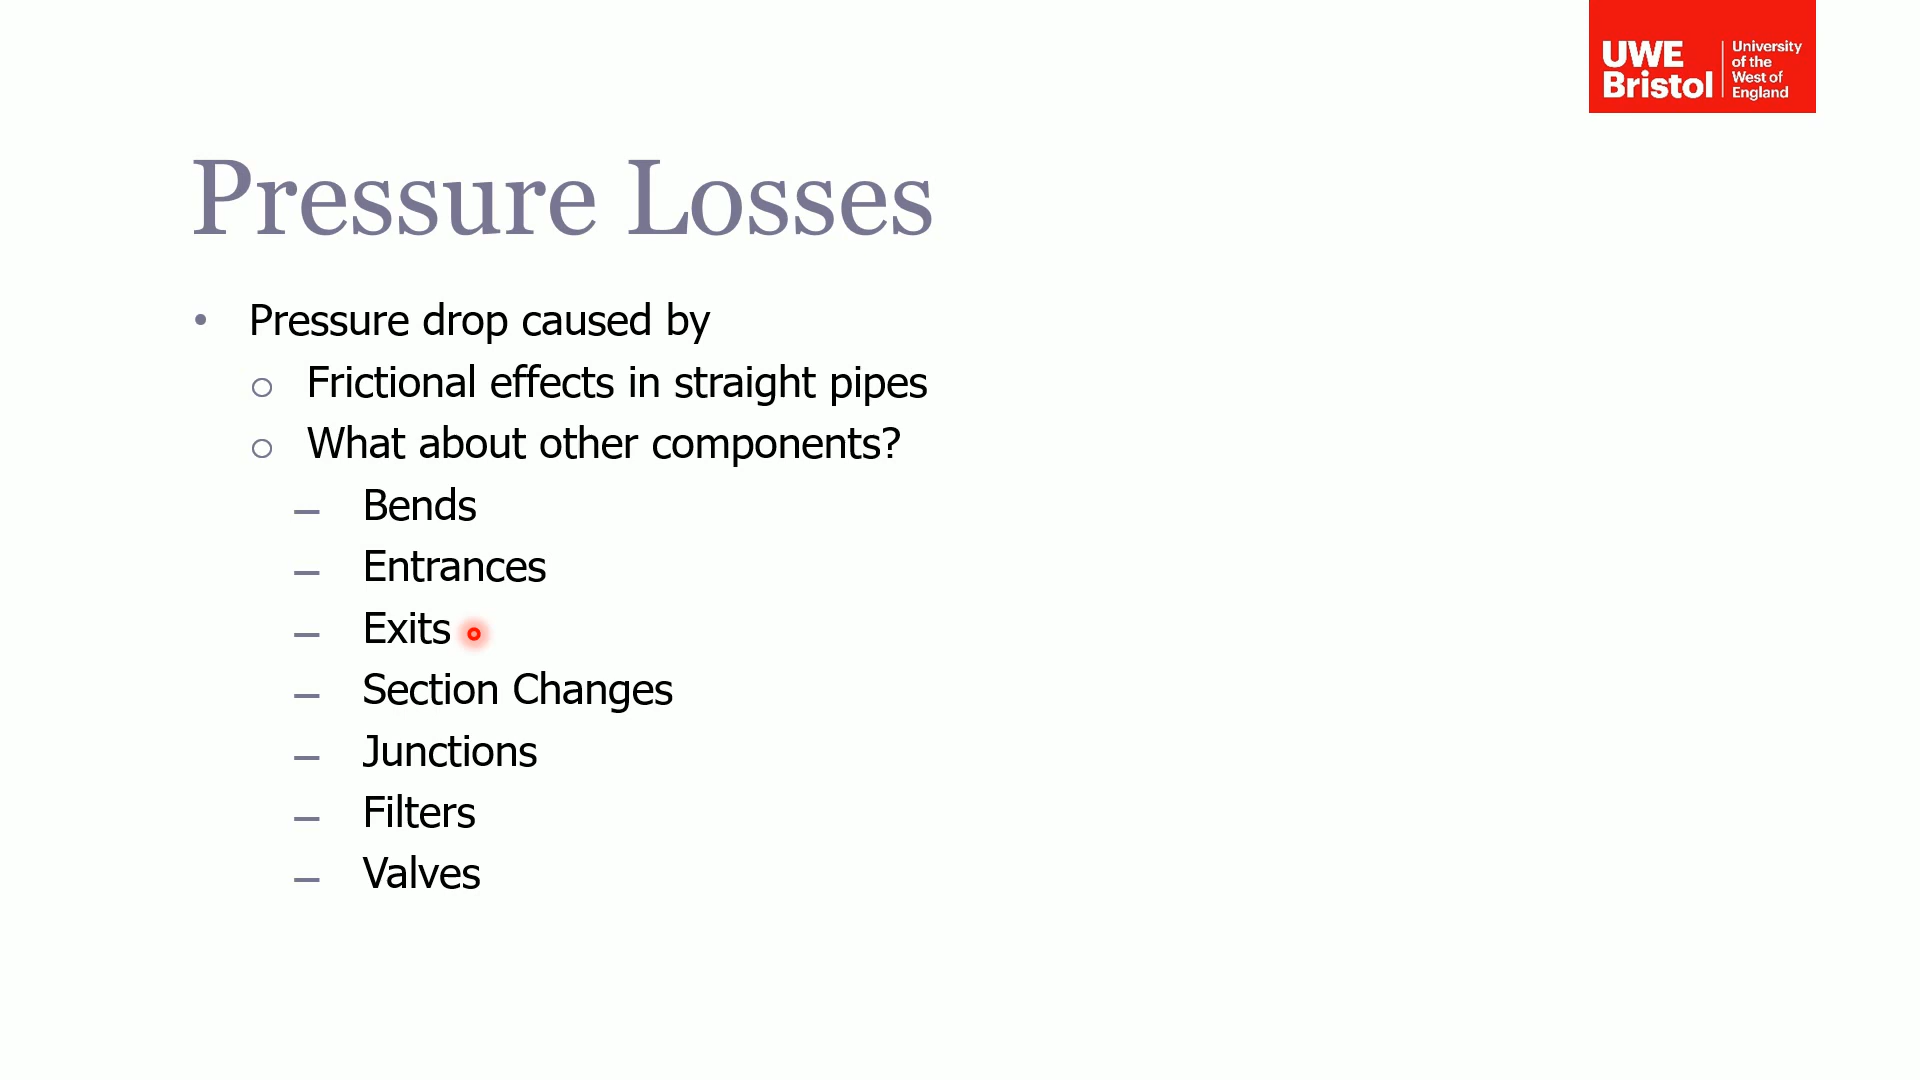 UWE
Bristol
University
of the
West of
England
Pressure Losses
• Pressure drop caused by
○ Frictional effects in straight pipes
○ What about other components?
– Bends
– Entrances
– Exits
– Section Changes
– Junctions
– Filters
– Valves